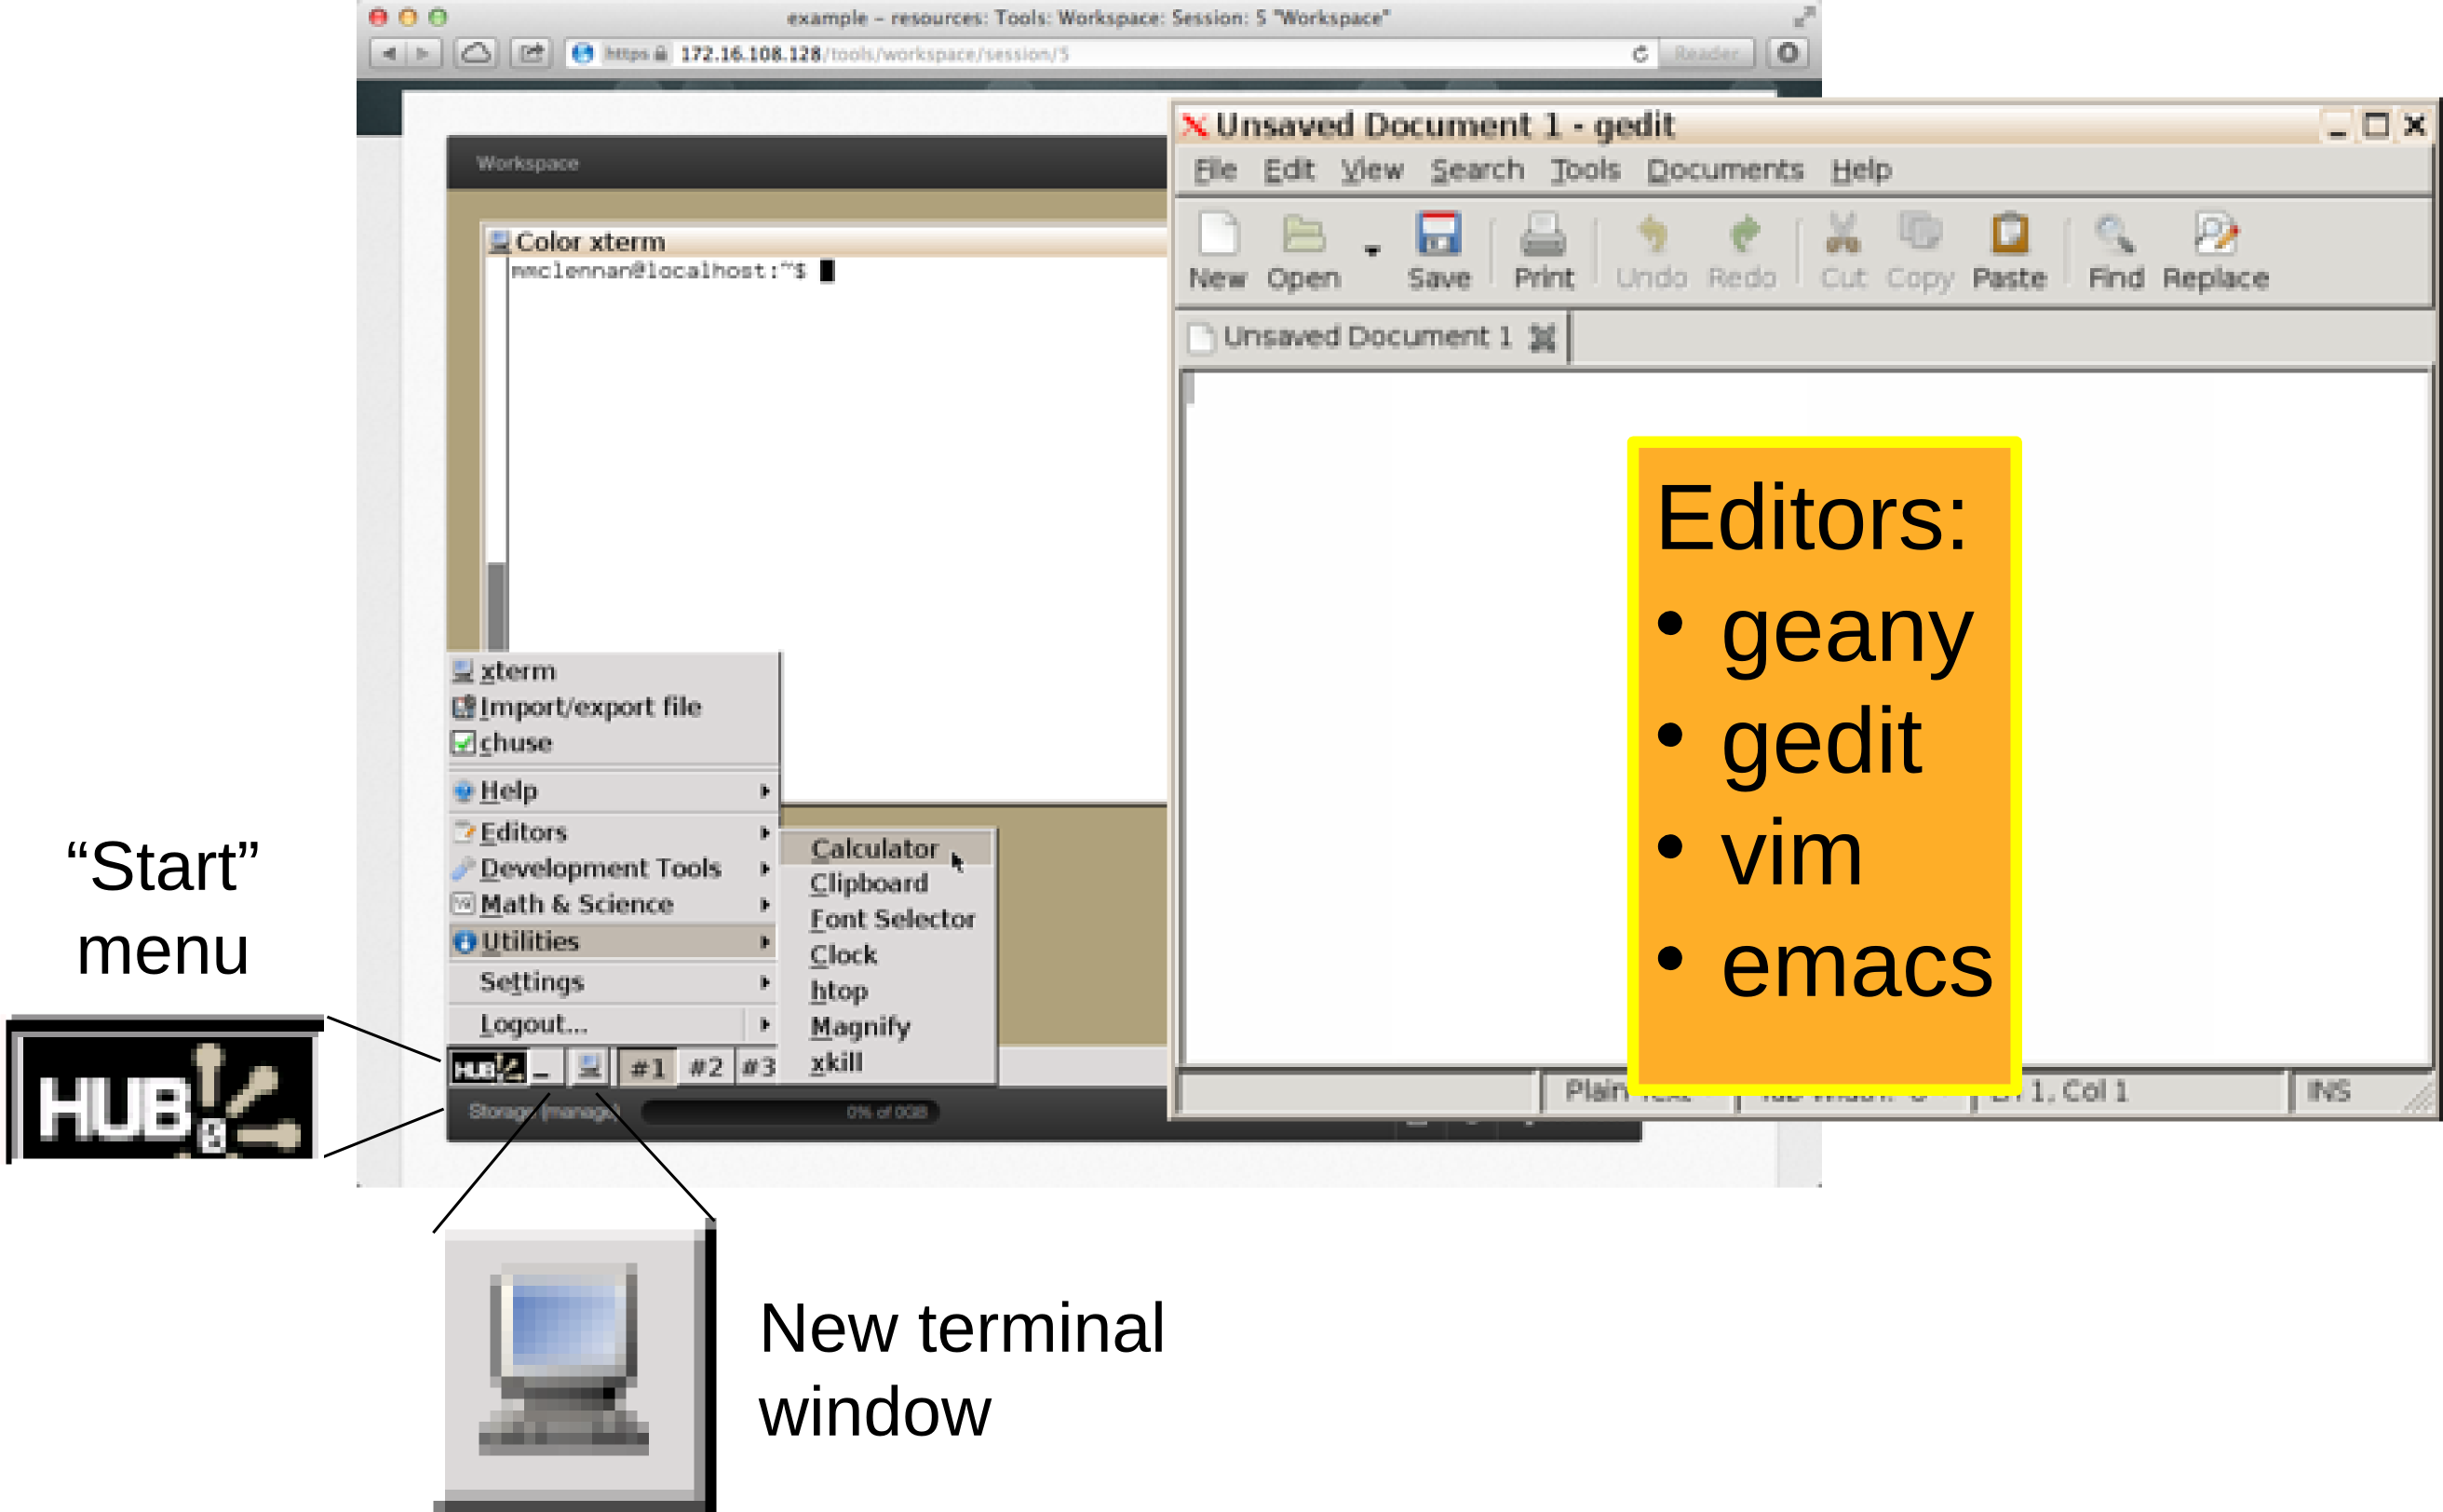 example – resources: Tools: Workspace: Session: 5 "Workspace"
https 172.16.108.128/tools/workspace/session/5
Reader
Workspace
Color xterm
mmclennan@localhost:~$
Unsaved Document 1 - gedit
File Edit View Search Tools Documents Help
New Open Save Print Undo Redo Cut Copy Paste Find Replace
Unsaved Document 1
Editors:
• geany
• gedit
• vim
• emacs
Plain
1, Col 1
INS
xterm
Import/export file
chuse
Help
Editors
Development Tools
Math & Science
Utilities
Settings
Logout...
Calculator
Clipboard
Font Selector
Clock
htop
Magnify
xkill
HUB
#1 #2 #3
Storage (manage)
0% of 0GB
“Start”
menu
HUB
New terminal
window